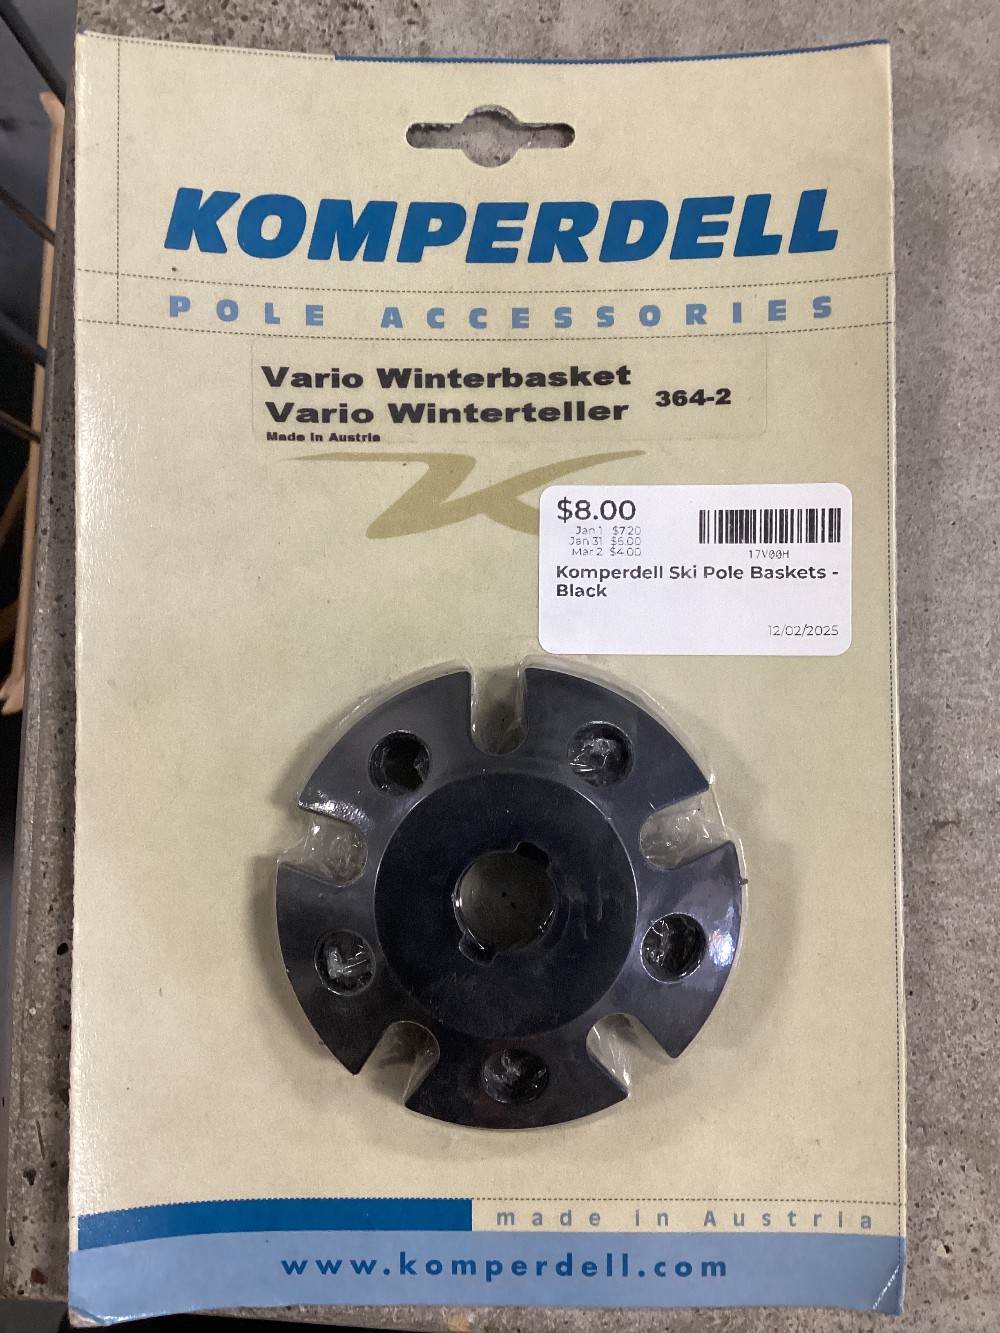 KOMPERDELL
POLE ACCESSORIES
Vario Winterbasket
Vario Winterteller 364-2
Made in Austria
$8.00
Jan 1 $7.20
Jan 31 $6.00
Mar 2 $4.00
17V00H
Komperdell Ski Pole Baskets -
Black
12/02/2025
made in Austria
www.komperdell.com